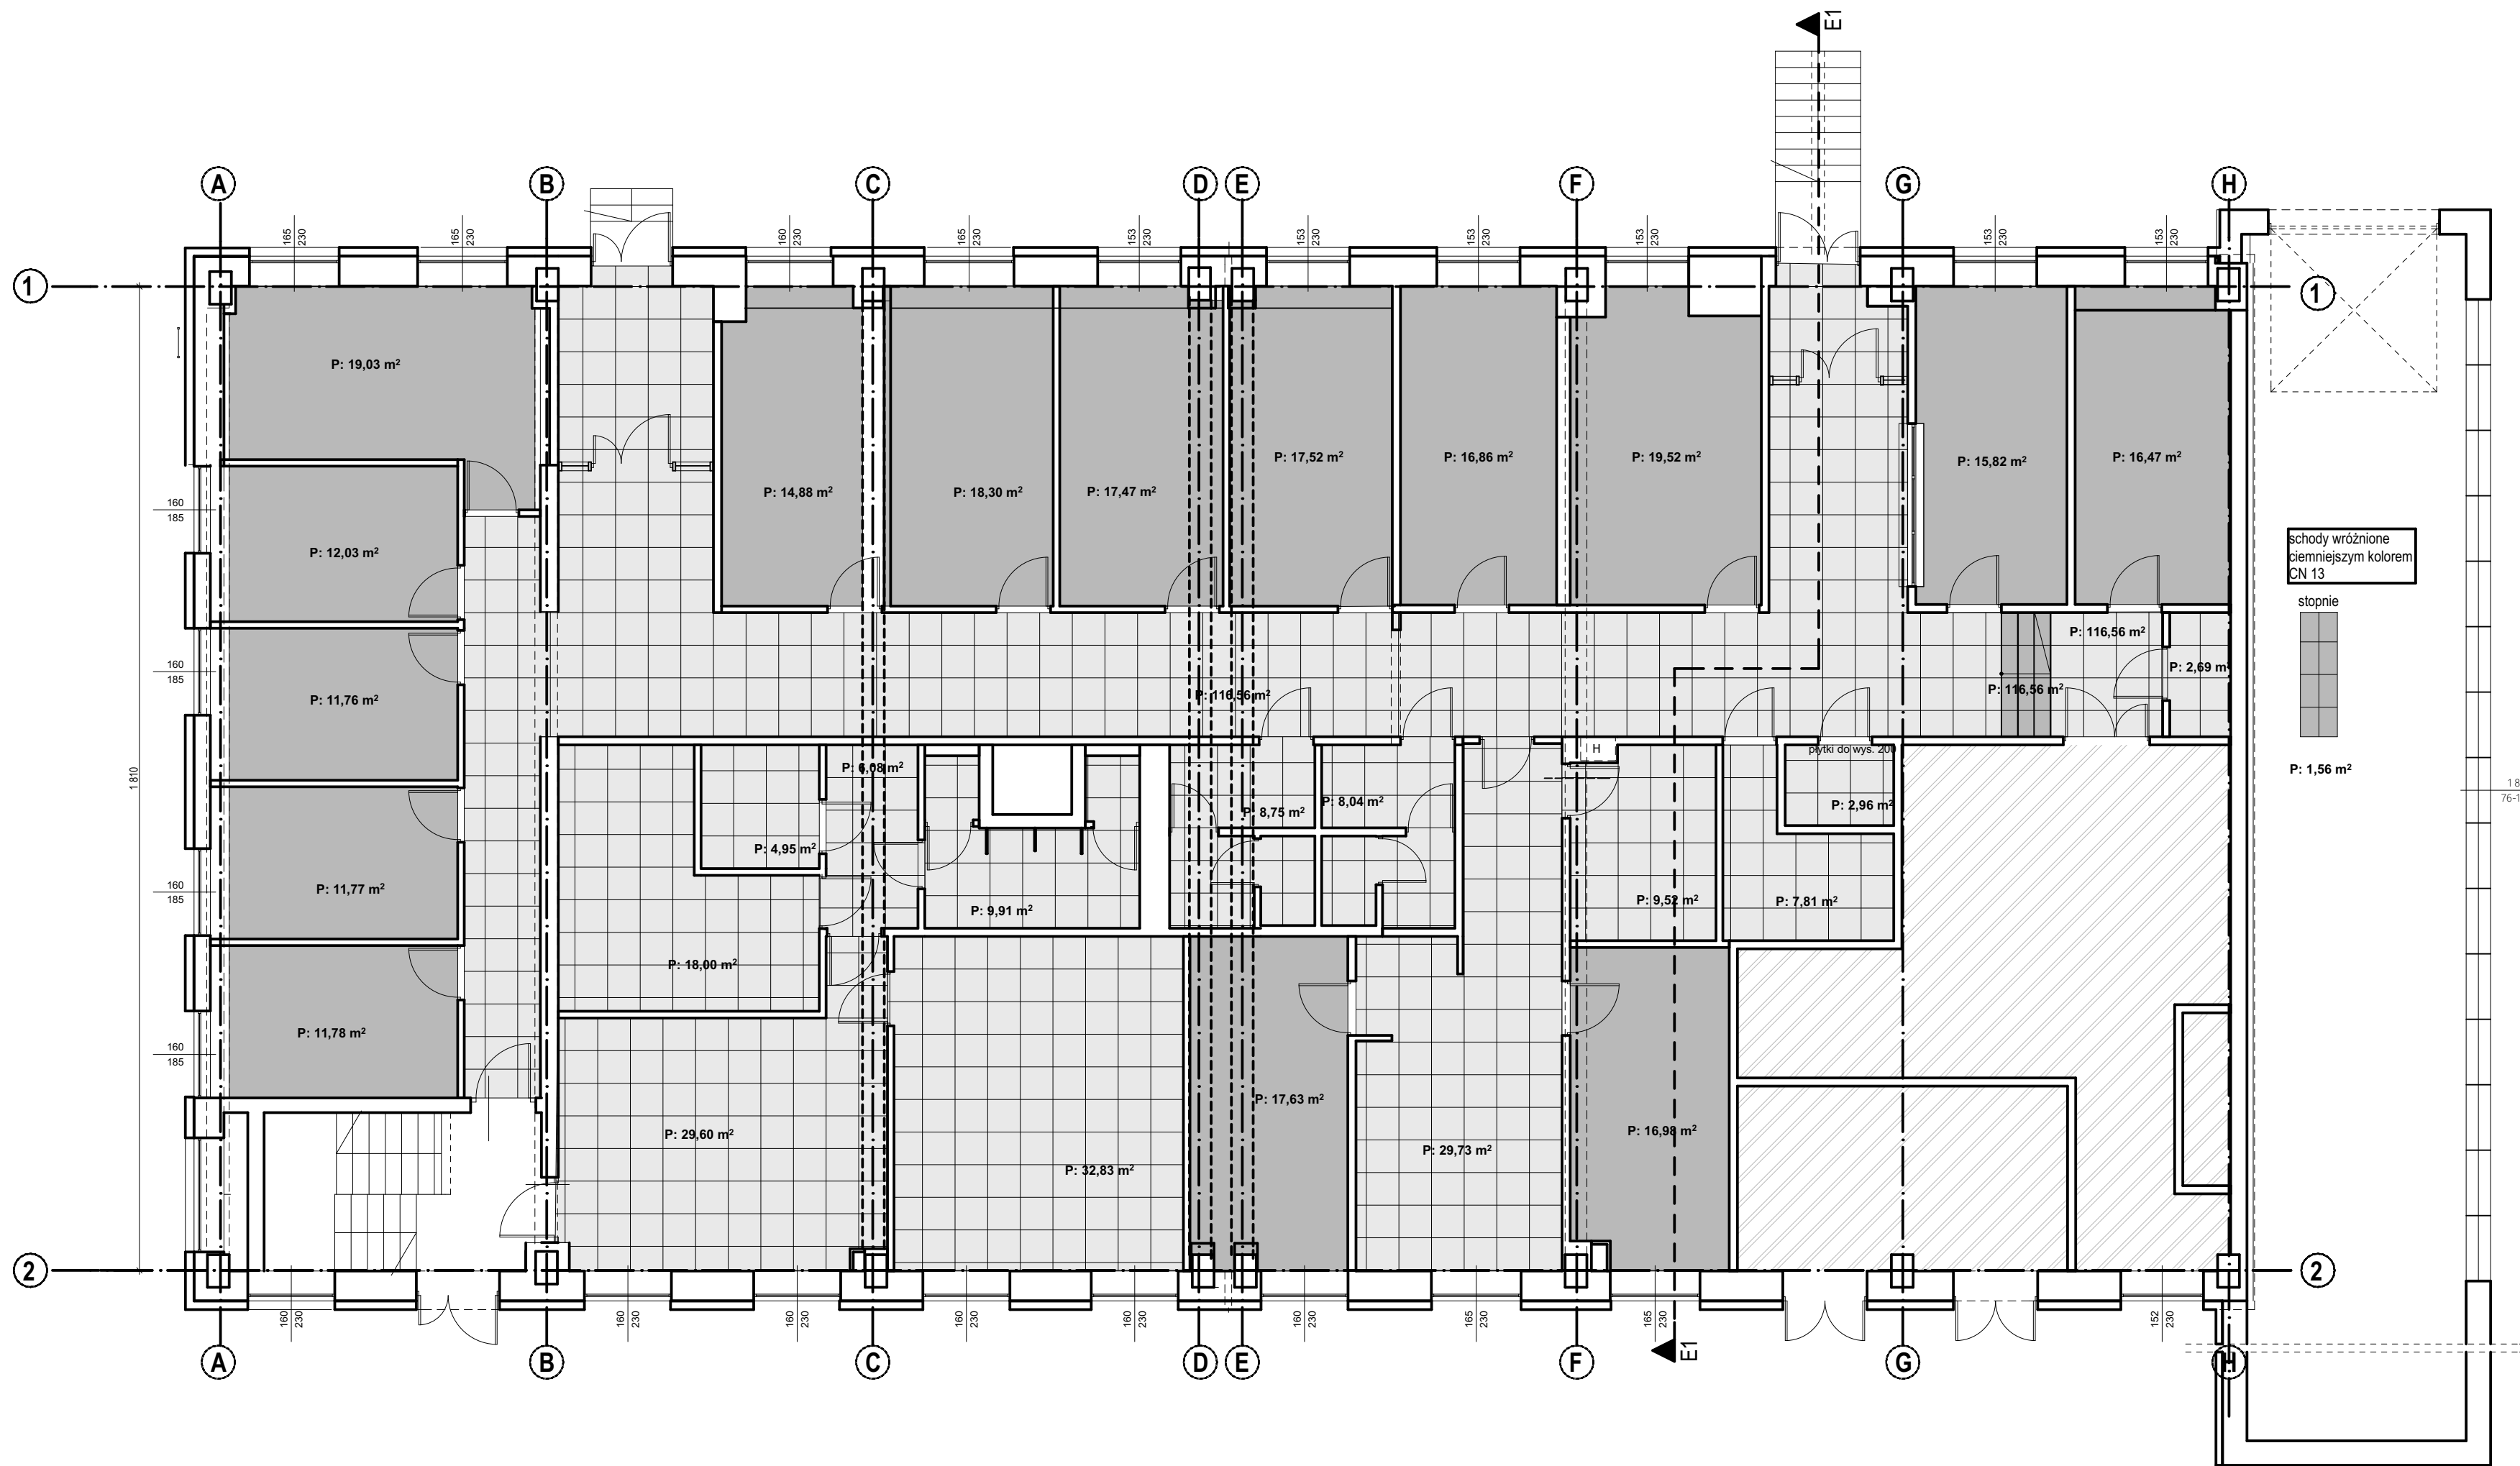 E1
A
B
C
D
E
F
G
H
165
230
165
230
160
230
165
230
153
230
153
230
153
230
153
230
153
230
153
230
1
1
P: 19,03 m²
P: 14,88 m²
P: 18,30 m²
P: 17,47 m²
P: 17,52 m²
P: 16,86 m²
P: 19,52 m²
P: 15,82 m²
P: 16,47 m²
160
185
P: 12,03 m²
schody wróżnione
ciemniejszym kolorem
CN 13
stopnie
P: 116,56 m²
160
185
P: 11,76 m²
P: 116,56 m²
P: 116,56 m²
P: 2,69 m
1 810
P: 6,08 m²
H
płytki do wys. 200
P: 1,56 m²
18
76-1
P: 8,75 m²
P: 8,04 m²
P: 2,96 m²
P: 4,95 m²
160
185
P: 11,77 m²
P: 9,91 m²
P: 9,52 m²
P: 7,81 m²
P: 18,00 m²
160
185
P: 11,78 m²
P: 17,63 m²
P: 29,60 m²
P: 32,83 m²
P: 29,73 m²
P: 16,98 m²
2
2
160
230
160
230
160
230
160
230
160
230
160
230
165
230
165
230
152
230
E1
A
B
C
D
E
F
G
H